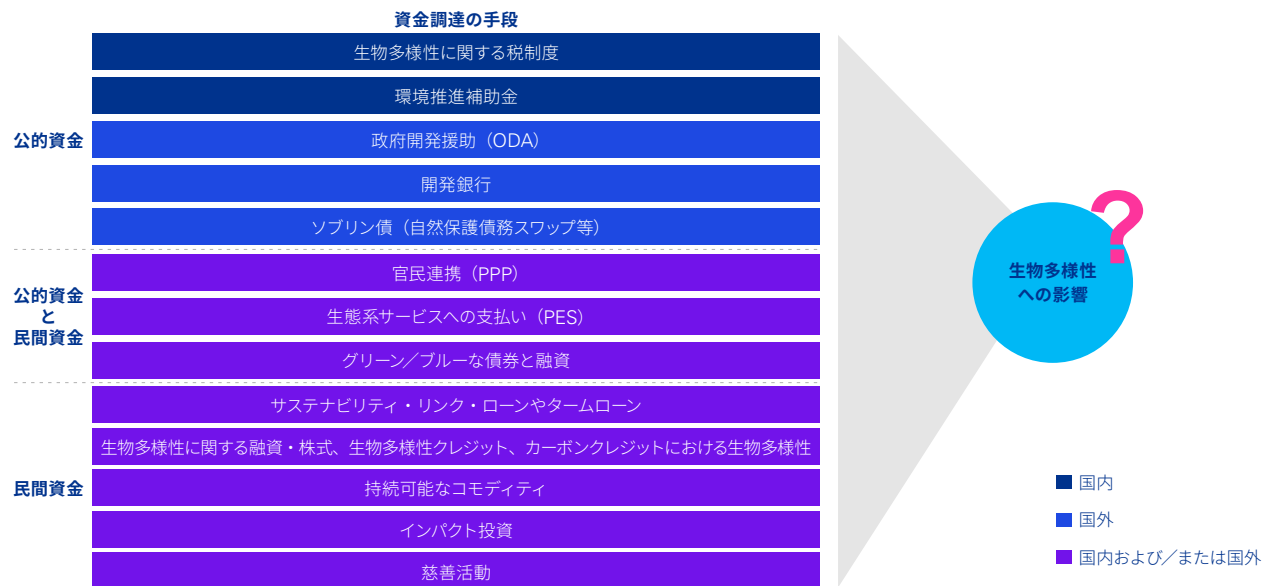 資金調達の手段
生物多様性に関する税制度
環境推進補助金
公的資金
政府開発援助（ODA）
開発銀行
ソブリン債（自然保護債務スワップ等）
公的資金
と
民間資金
官民連携（PPP）
生態系サービスへの支払い（PES）
グリーン／ブルーな債券と融資
民間資金
サステナビリティ・リンク・ローンやタームローン
生物多様性に関する融資・株式、生物多様性クレジット、カーボンクレジットにおける生物多様性
持続可能なコモディティ
インパクト投資
慈善活動
?
生物多様性
への影響
国内
国外
国内および／または国外